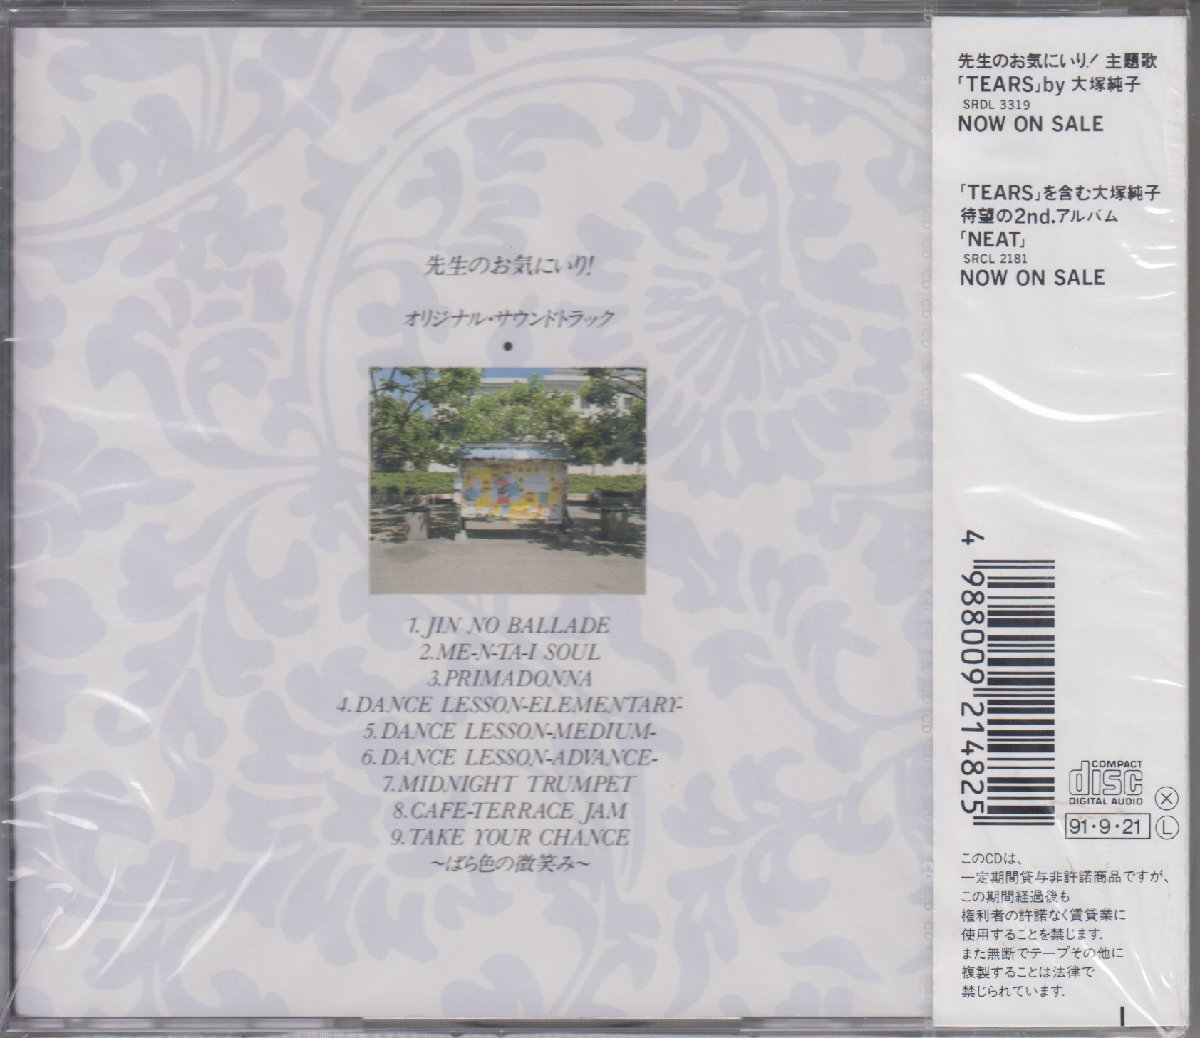 先生のお気にいり!
オリジナル・サウンドトラック
1. JIN NO BALLADE
2. ME-N-TA-I SOUL
3. PRIMADONNA
4. DANCE LESSON-ELEMENTARY-
5. DANCE LESSON-MEDIUM-
6. DANCE LESSON-ADVANCE-
7. MIDNIGHT TRUMPET
8. CAFE-TERRACE JAM
9. TAKE YOUR CHANCE
〜ばら色の微笑み〜
先生のお気にいり! 主題歌
「TEARS」by 大塚純子
SRDL 3319
NOW ON SALE
「TEARS」を含む大塚純子
待望の2nd.アルバム
「NEAT」
SRCL 2181
NOW ON SALE
4 988009 214825
COMPACT
disc
DIGITAL AUDIO
X
91・9・21
L
このCDは、
一定期間貸与非許諾商品ですが、
この期間経過後も
権利者の許諾なく賃貸業に
使用することを禁じます.
また無断でテープその他に
複製することは法律で
禁じられています.